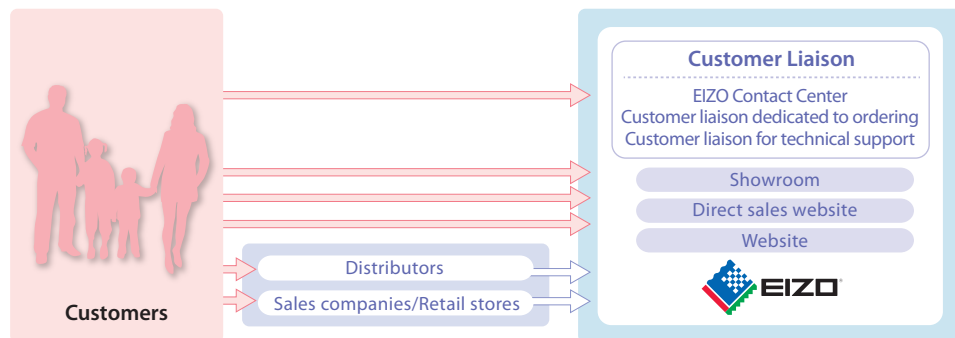 Customers
Distributors
Sales companies/Retail stores
Customer Liaison
EIZO Contact Center
Customer liaison dedicated to ordering
Customer liaison for technical support
Showroom
Direct sales website
Website
EIZO